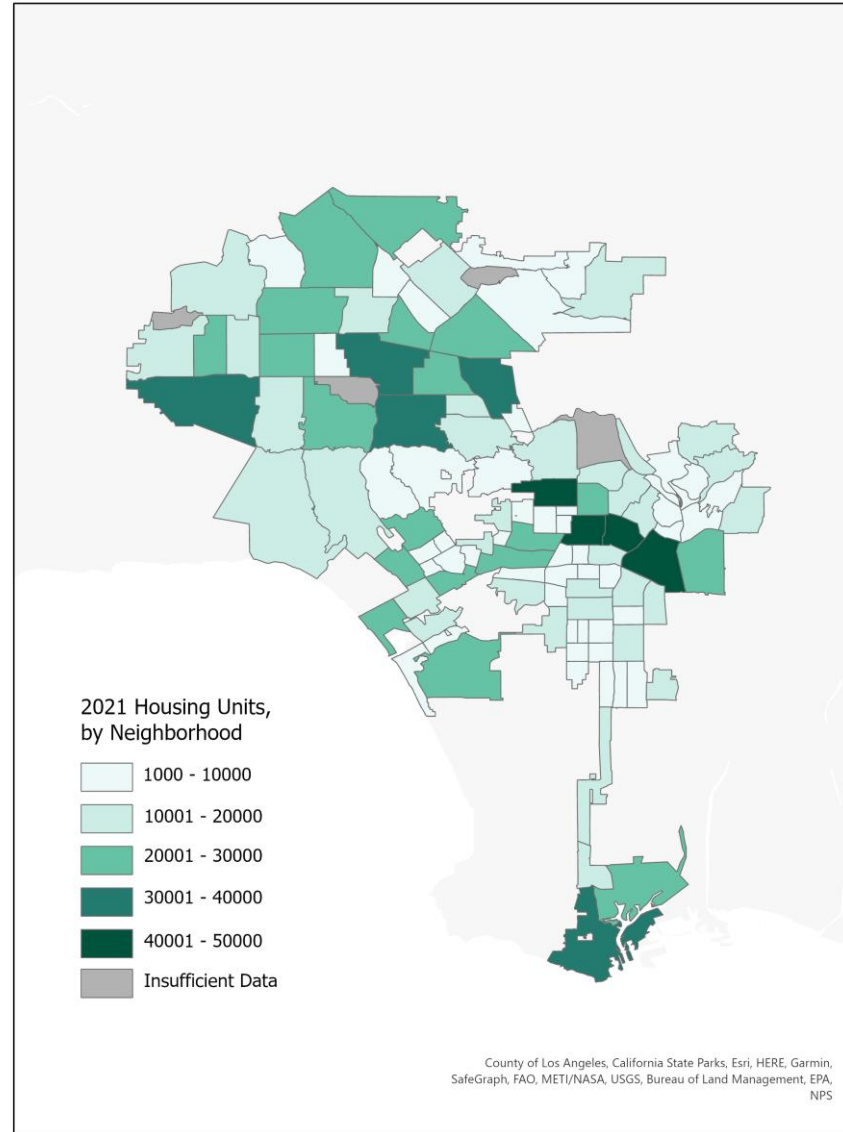 2021 Housing Units,
by Neighborhood
1000 - 10000
10001 - 20000
20001 - 30000
30001 - 40000
40001 - 50000
Insufficient Data
County of Los Angeles, California State Parks, Esri, HERE, Garmin,
SafeGraph, FAO, METI/NASA, USGS, Bureau of Land Management, EPA,
NPS